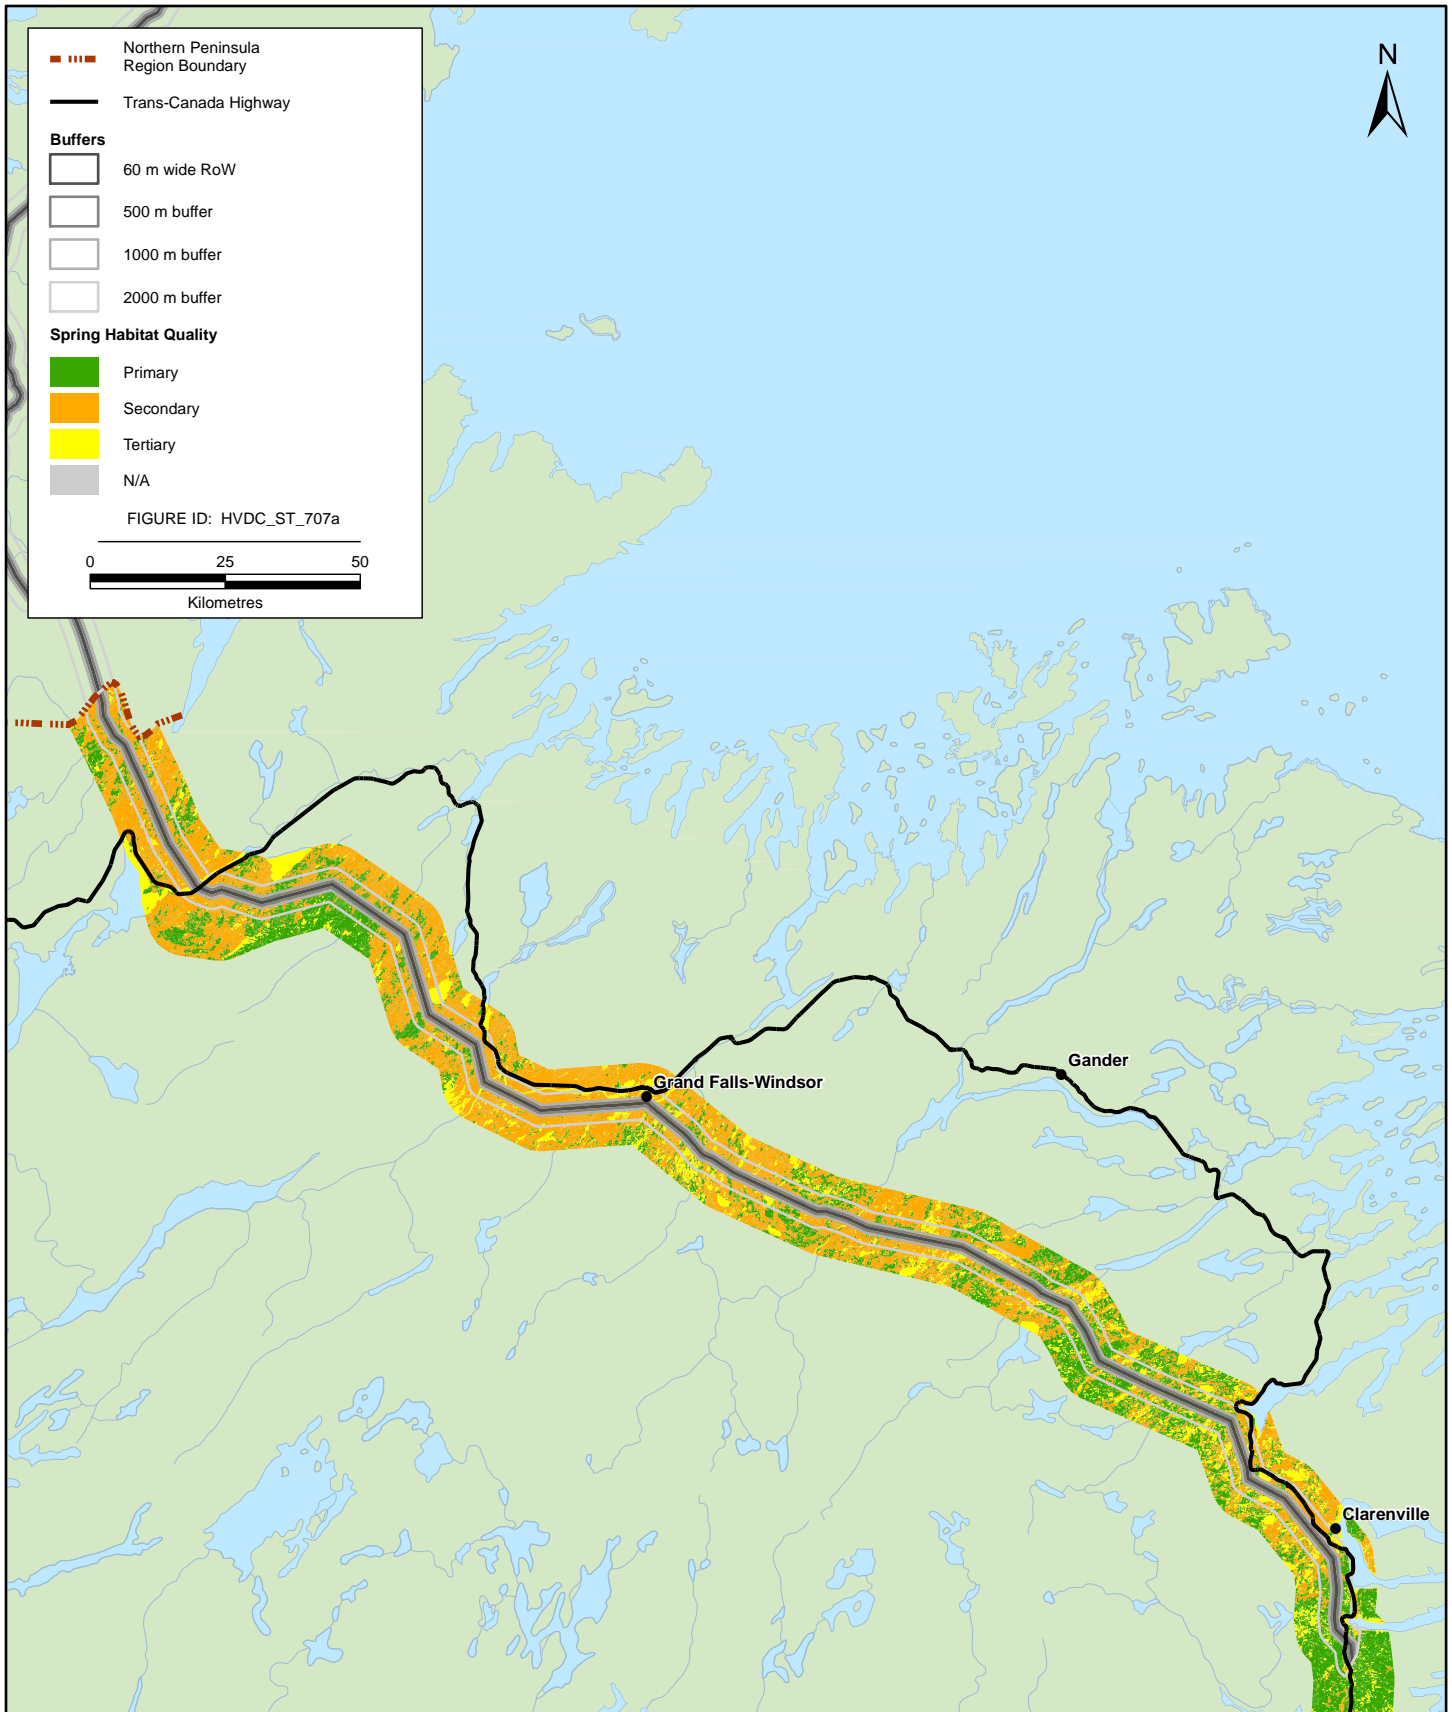 Northern Peninsula
Region Boundary
Trans-Canada Highway
Buffers
60 m wide RoW
500 m buffer
1000 m buffer
2000 m buffer
Spring Habitat Quality
Primary
Secondary
Tertiary
N/A
FIGURE ID: HVDC_ST_707a
0 25 50
Kilometres
N
Gander
Grand Falls-Windsor
Clarenville